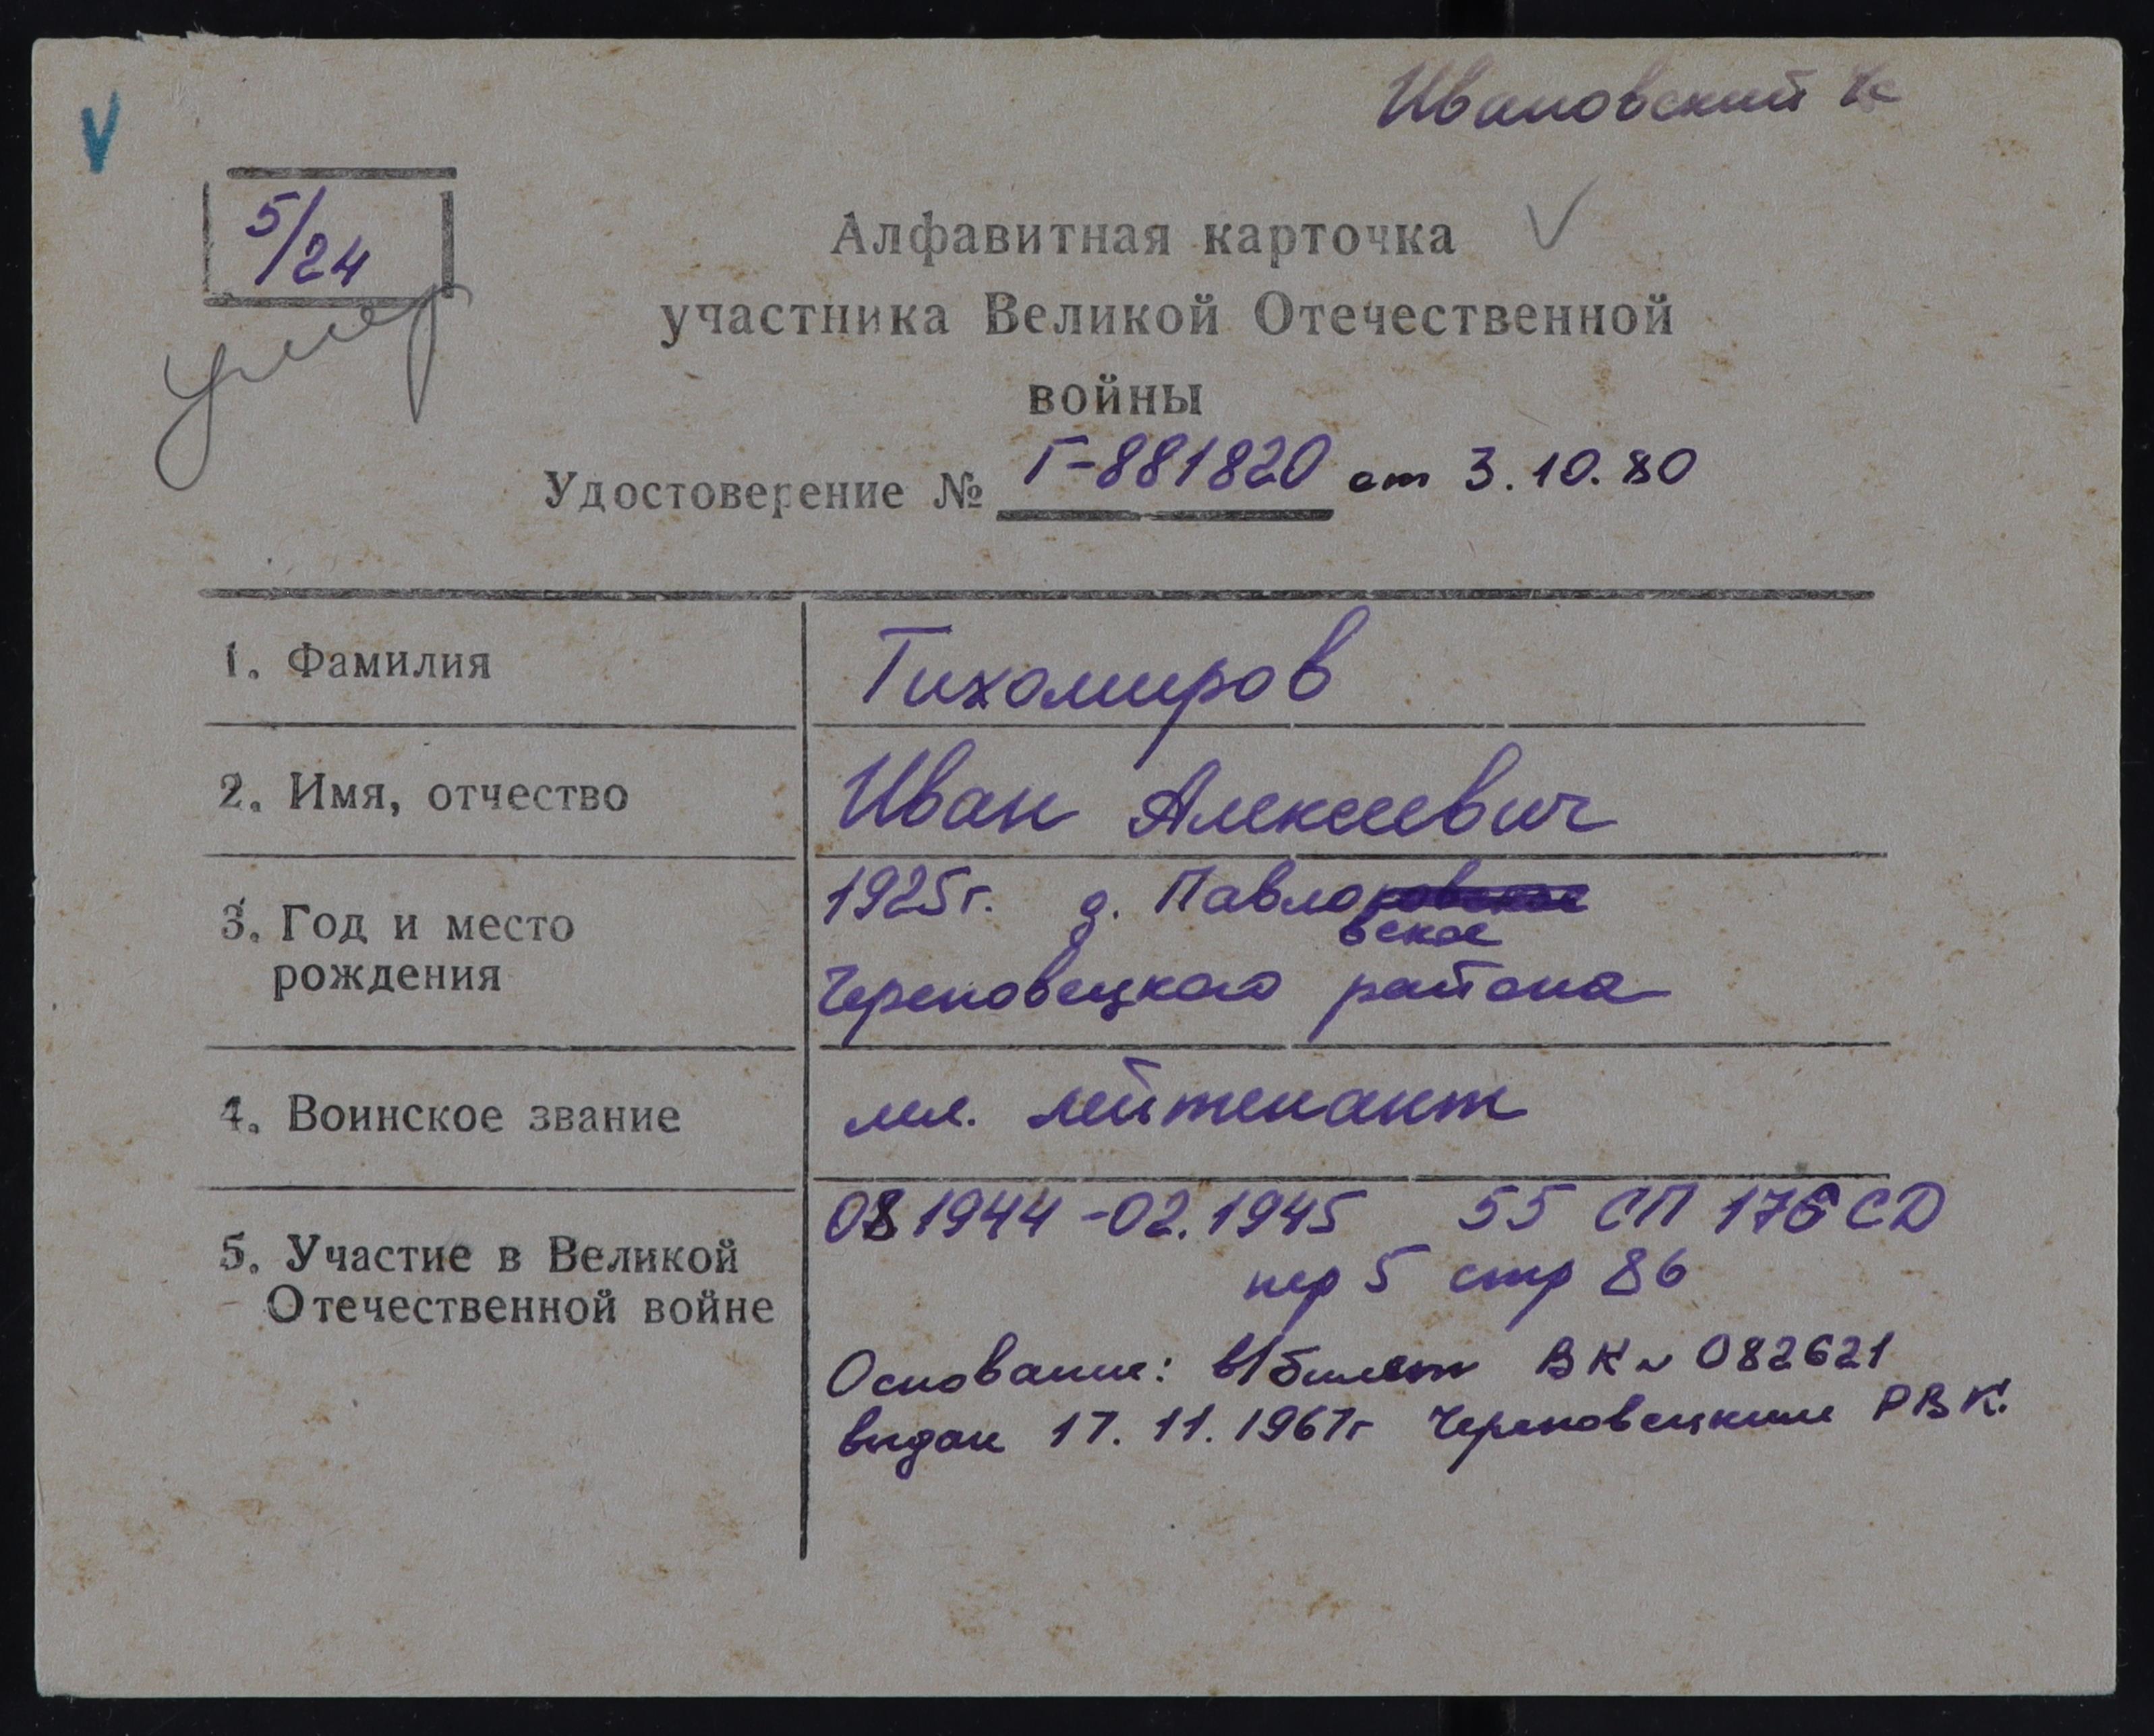 Ивановский
5/24
умер
Алфавитная карточка
участника Великой Отечественной
войны
Удостоверение № Г-881820 от 3.10.80
1. Фамилия Тихомиров
2. Имя, отчество Иван Алексеевич
3. Год и место рождения 1925г. д. Павло
вское
Череповецкого района
4. Воинское звание мл. лейтенант
5. Участие в Великой Отечественной войне 08 1944 - 02.1945 55 СП 176 СД
пер 5 стр 86
Основание: в/билет ВК № 082621
выдан 17.11.1967г Череповецким РВК.